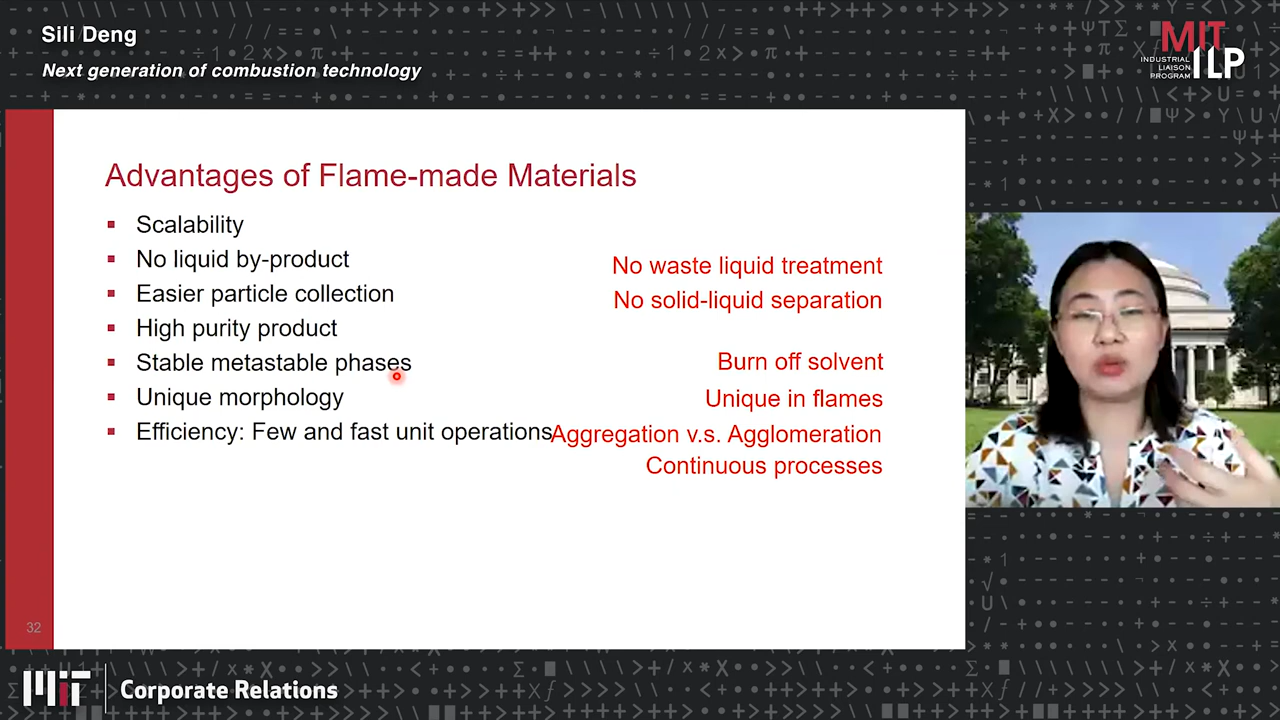 Sili Deng
Next generation of combustion technology
MIT
INDUSTRIAL
LIAISON
PROGRAM
ILP
Advantages of Flame-made Materials
Scalability
No liquid by-product
No waste liquid treatment
Easier particle collection
No solid-liquid separation
High purity product
Stable metastable phases
Burn off solvent
Unique morphology
Unique in flames
Efficiency: Few and fast unit operations
Aggregation v.s. Agglomeration
Continuous processes
32
MIT
Corporate Relations